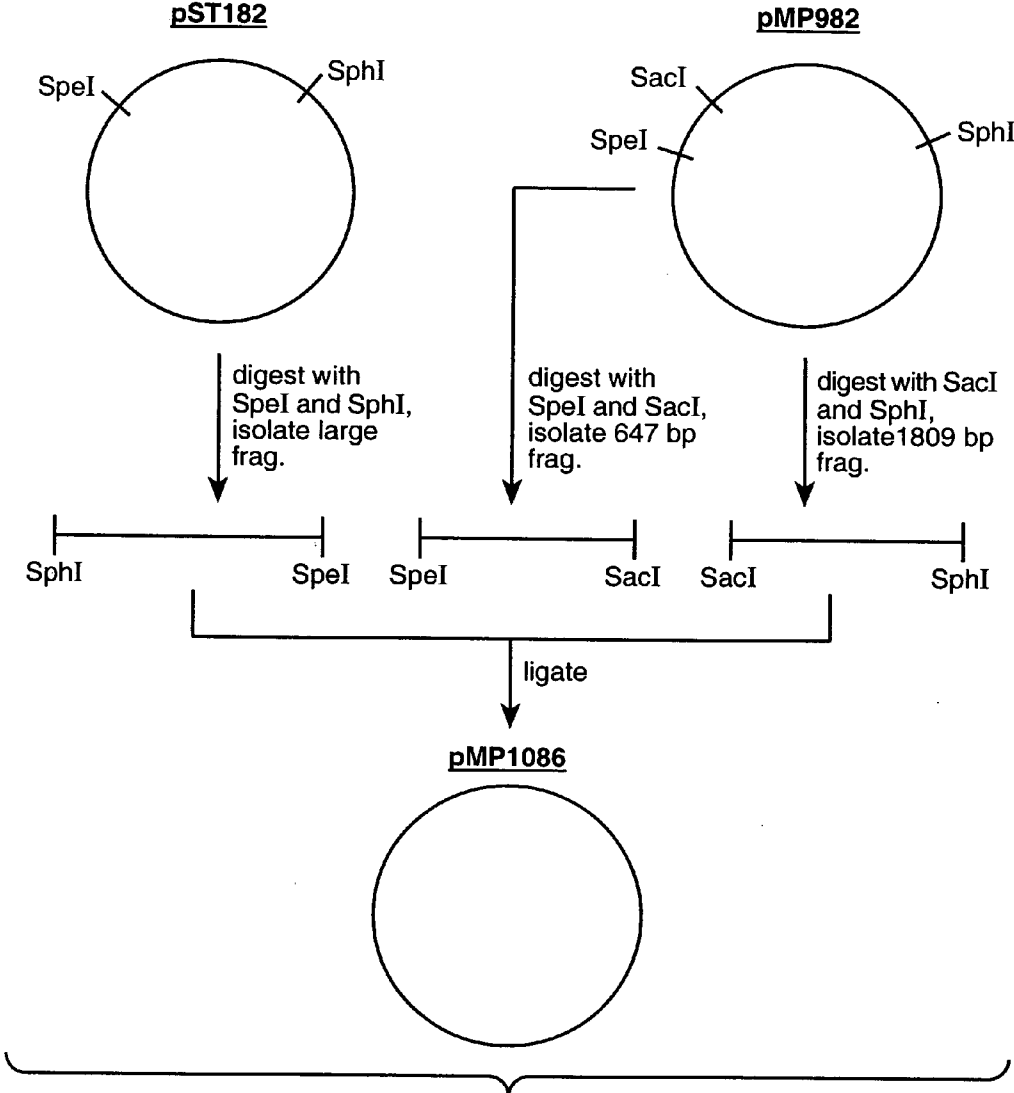 pST182
pMP982
SpeI
SphI
SacI
SpeI
SphI
digest with
SpeI and SphI,
isolate large
frag.
digest with
SpeI and SacI,
isolate 647 bp
frag.
digest with SacI
and SphI,
isolate1809 bp
frag.
SphI
SpeI
SpeI
SacI
SacI
SphI
ligate
pMP1086